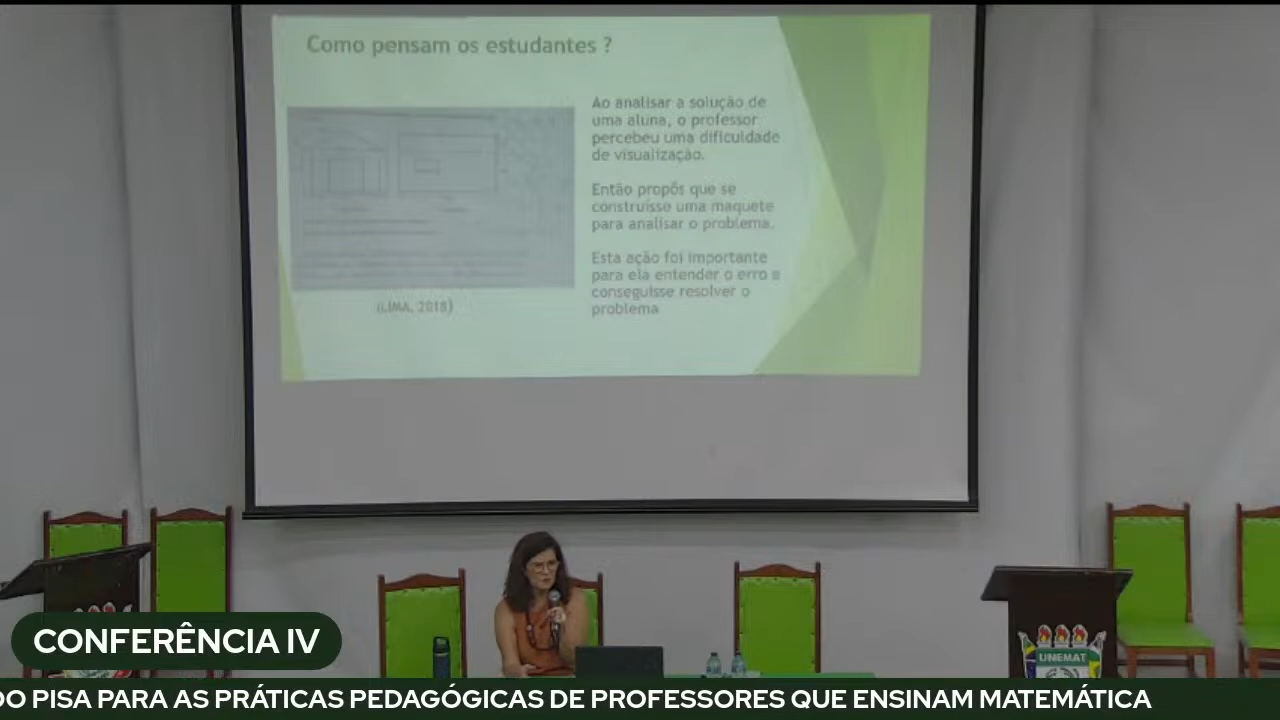 Como pensam os estudantes ?
Ao analisar a solução de
uma aluna, o professor
percebeu uma dificuldade
de visualização.
Então propôs que se
construísse uma maquete
para analisar o problema.
Esta ação foi importante
para ela entender o erro e
conseguisse resolver o
problema
(LIMA, 2018)
CONFERÊNCIA IV
UNEMAT
DO PISA PARA AS PRÁTICAS PEDAGÓGICAS DE PROFESSORES QUE ENSINAM MATEMÁTICA